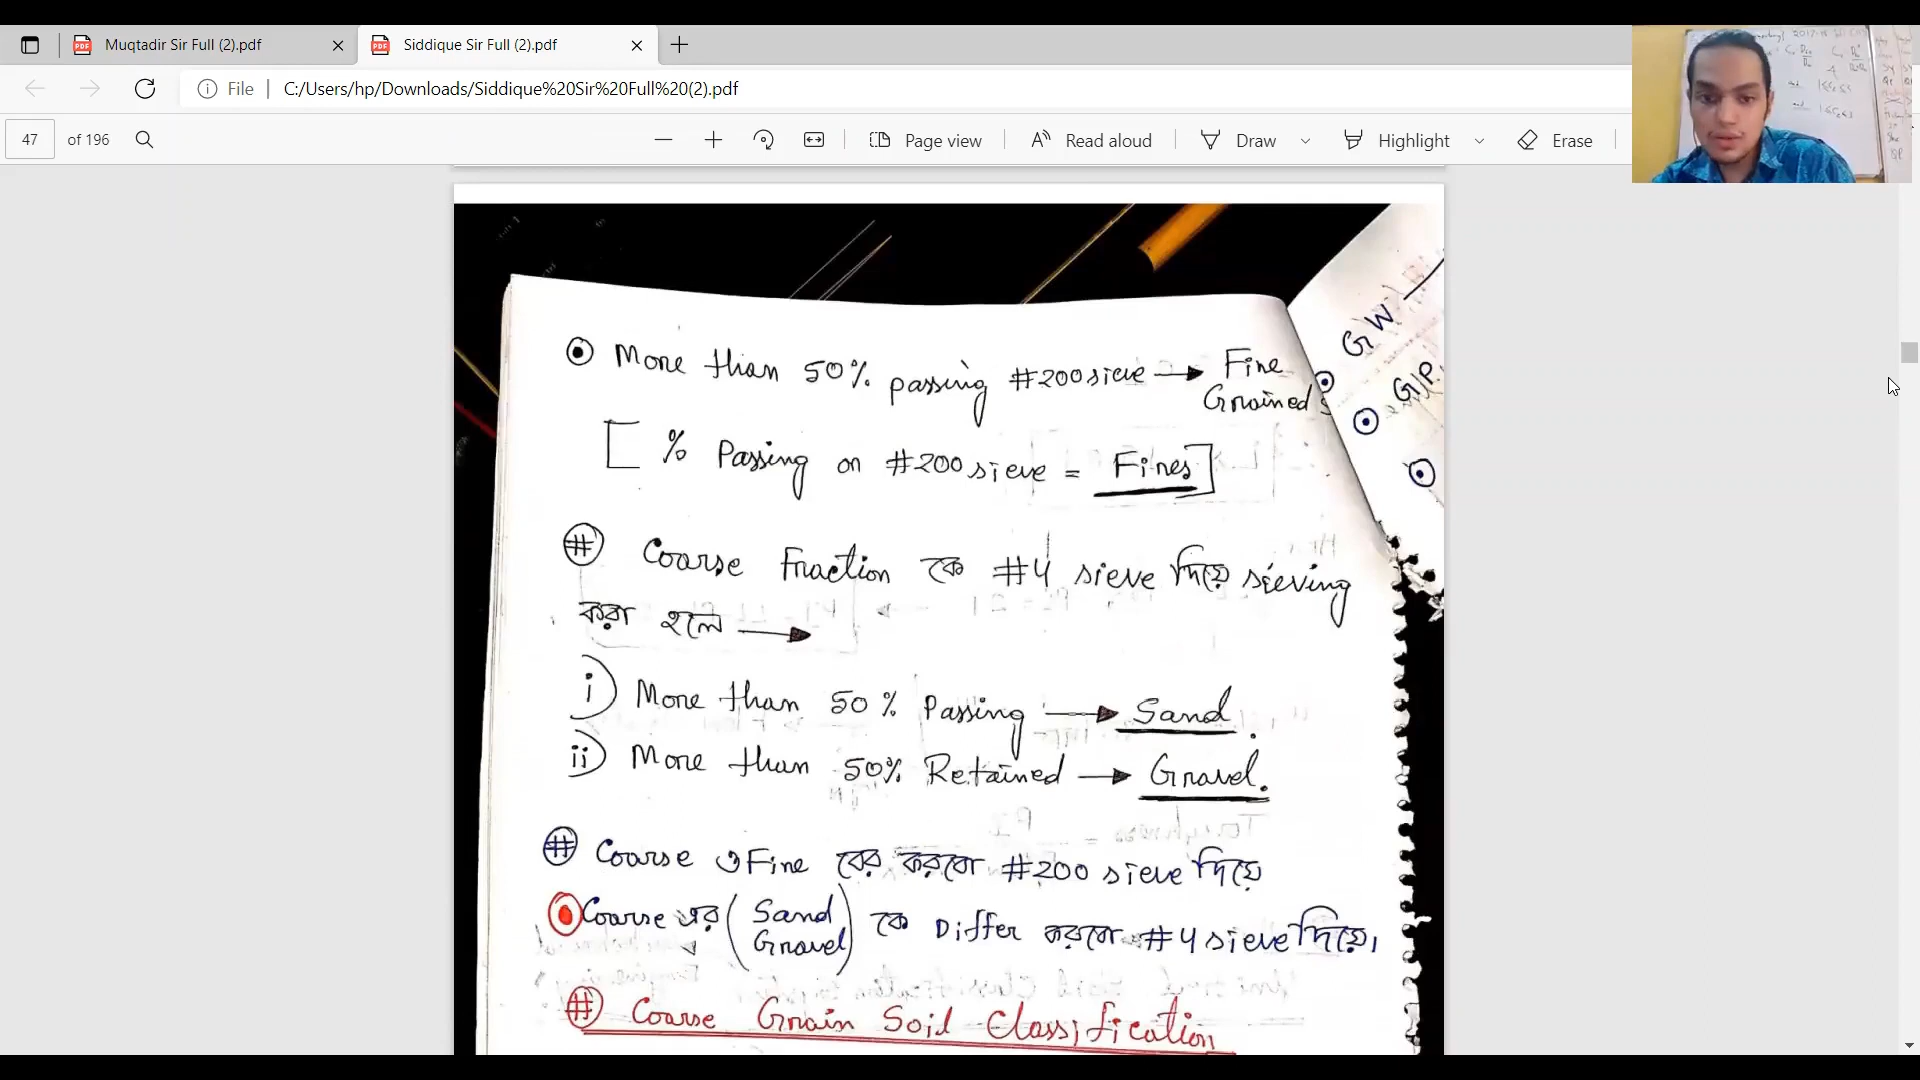 Muqtadir Sir Full (2).pdf
Siddique Sir Full (2).pdf
File
C:/Users/hp/Downloads/Siddique%20Sir%20Full%20(2).pdf
47 of 196
Page view
Read aloud
Draw
Highlight
Erase
More than 50% passing #200 sieve → Fine
Grained
[ % Passing on #200 sieve = Fines]
# Coarse Fraction কে #4 sieve দিয়ে sieving
করা হলে →
i) More than 50% Passing → Sand.
ii) More than 50% Retained → Gravel.
# Coarse ও Fine বের করবো #200 sieve দিয়ে
Coarse এর (Sand
Gravel) কে Differ করবো #4 sieve দিয়ে।
# Coarse Grain Soil Classification
GW
GP